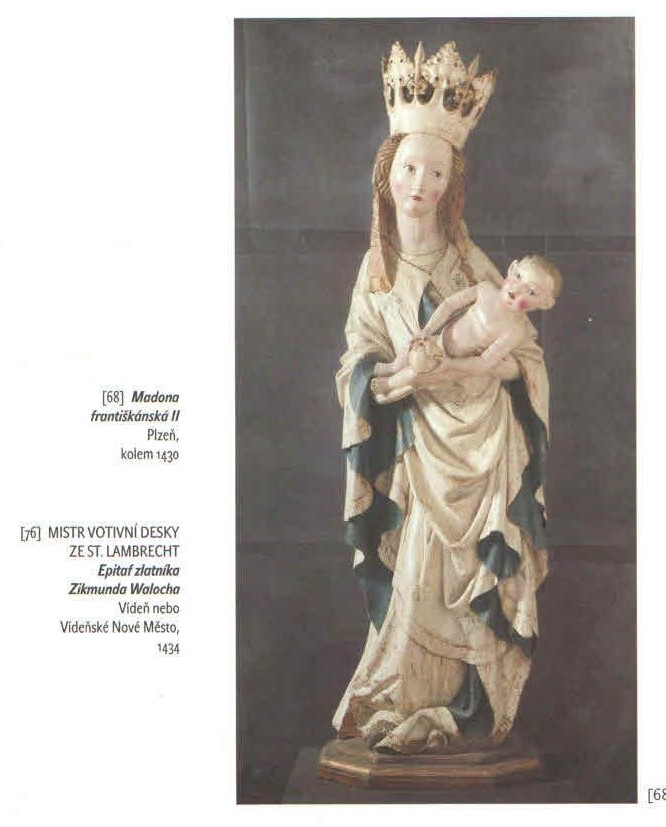 [68] Madona
františkánská II
Plzeň,
kolem 1430
[76] MISTR VOTIVNÍ DESKY
ZE ST. LAMBRECHT
Epitaf zlatníka
Zikmunda Walocha
Vídeň nebo
Vídeňské Nové Město,
1434
[68